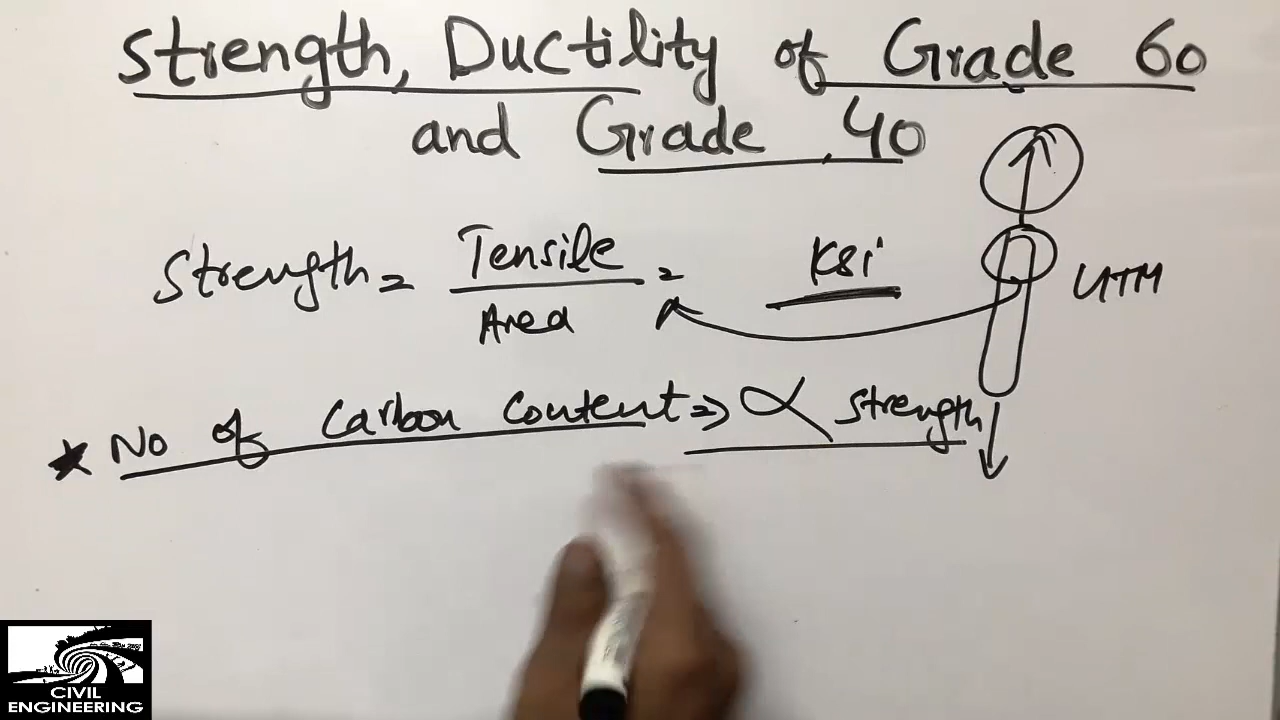 Strength, Ductility of Grade 60
and Grade 40
Strength = Tensile / Area = Ksi
UTM
* No of Carbon Content => ∝ strength
CIVIL
ENGINEERING